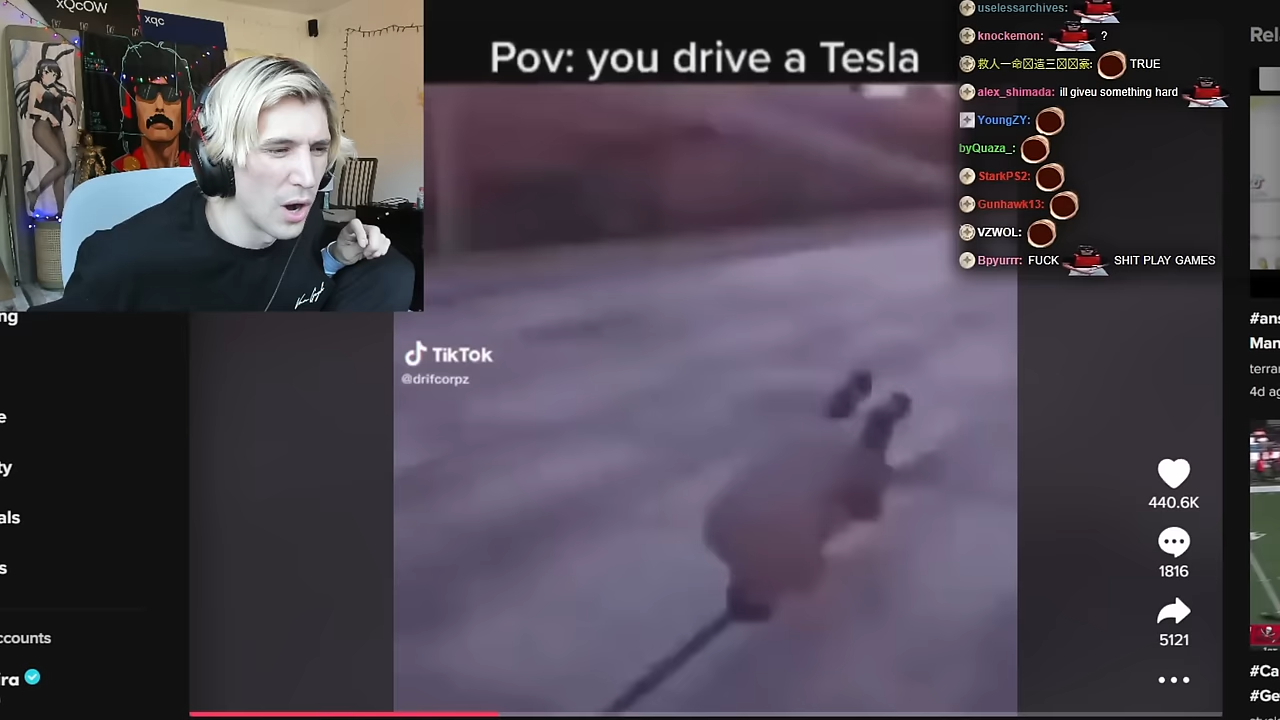 xQcOW
xqc
Pov: you drive a Tesla
TikTok
@drifcorpz
uselessarchives:
knockemon: ?
TRUE
alex_shimada: ill giveu something hard
YoungZY:
byQuaza_:
StarkPS2:
Gunhawk13:
VZWOL:
Bpyurrr: FUCK SHIT PLAY GAMES
440.6K
1816
5121
ng
e
ty
als
s
ccounts
ra
Rel
#ans
Man
terra
4d ag
#Ca
#Ge